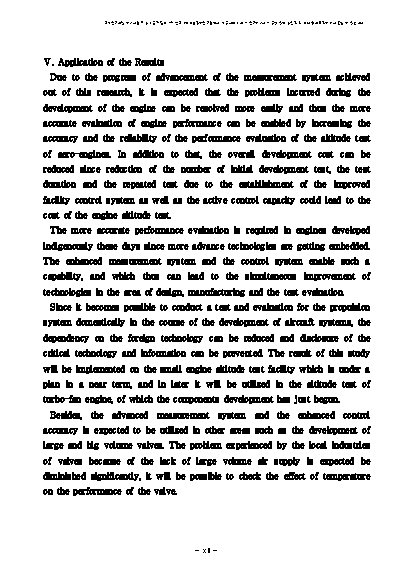 V. Application of the Results
Due to the progress of advancement of the measurement system achieved
out of this research, it is expected that the problems incurred during the
development of the engine can be resolved more easily and thus the more
accurate evaluation of engine performance can be enabled by increasing the
accuracy and the reliability of the performance evaluation of the altitude test
of aero-engines. In addition to that, the overall development cost can be
reduced since reduction of the number of initial development test, the test
duration and the repeated test due to the establishment of the improved
facility control system as well as the active control capacity could lead to the
cost of the engine altitude test.
The more accurate performance evaluation is required in engines developed
indigenously these days since more advance technologies are getting embedded.
The enhanced measurement system and the control system enable such a
capability, and which thus can lead to the simultaneous improvement of
technologies in the area of design, manufacturing and the test evaluation.
Since it becomes possible to conduct a test and evaluation for the propulsion
system domestically in the course of the development of aircraft systems, the
dependency on the foreign technology can be reduced and disclosure of the
critical technology and information can be prevented. The result of this study
will be implemented on the small engine altitude test facility which is under a
plan in a near term, and in later it will be utilized in the altitude test of
turbo-fan engine, of which the components development has just begun.
Besides, the advanced measurement system and the enhanced control
accuracy is expected to be utilized in other areas such as the development of
large and big volume valves. The problem experienced by the local industries
of valves because of the lack of large volume air supply is expected be
diminished significantly, it will be possible to check the effect of temperature
on the performance of the valve.